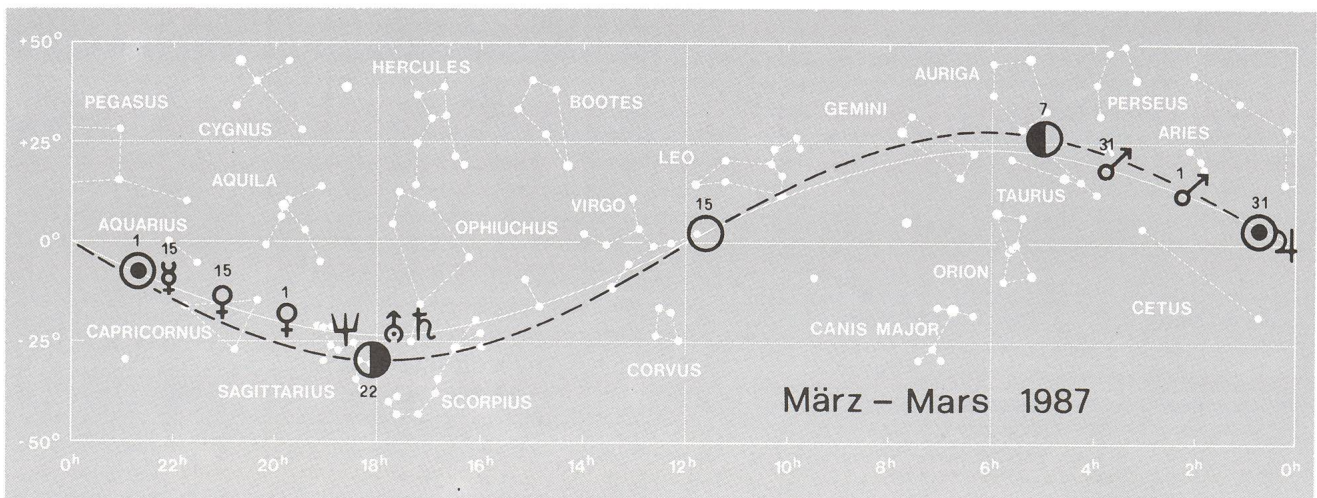 +50°
HERCULES
AURIGA
PEGASUS
BOOTES
GEMINI
7
PERSEUS
CYGNUS
31
ARIES
+25°
LEO
AQUILA
1
TAURUS
VIRGO
15
31
AQUARIUS
OPHIUCHUS
1
15
0°
15
ORION
1
CETUS
CAPRICORNUS
CANIS MAJOR
-25°
CORVUS
SAGITTARIUS
22
SCORPIUS
März – Mars 1987
-50°
0h 22h 20h 18h 16h 14h 12h 10h 8h 6h 4h 2h 0h